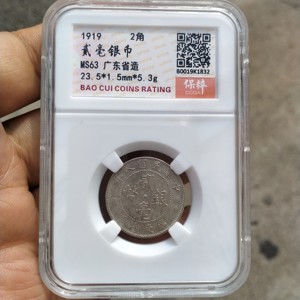 1919 2角
贰毫银币
MS63 广东省造
23.5*1.5mm*5.3g
BAO CUI COINS RATING
80019K1832
保粹